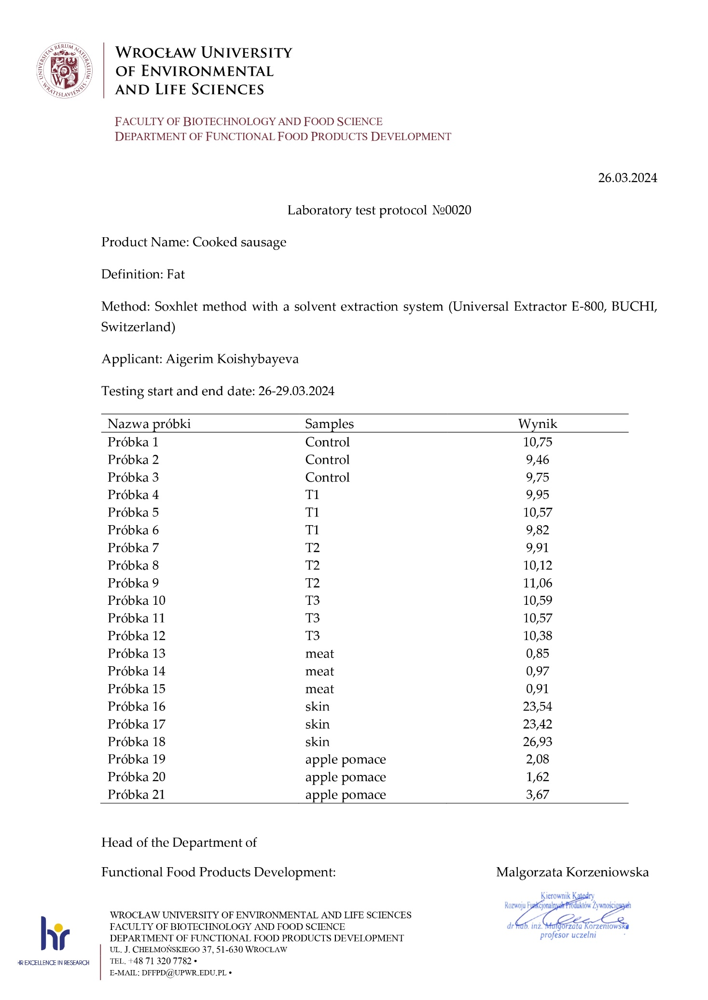 UNIVERSITAS RERUM NATURALIUM · WRATISLAVIENSIS ·
WROCŁAW UNIVERSITY
OF ENVIRONMENTAL
AND LIFE SCIENCES
FACULTY OF BIOTECHNOLOGY AND FOOD SCIENCE
DEPARTMENT OF FUNCTIONAL FOOD PRODUCTS DEVELOPMENT
26.03.2024
Laboratory test protocol №0020
Product Name: Cooked sausage
Definition: Fat
Method: Soxhlet method with a solvent extraction system (Universal Extractor E-800, BUCHI,
Switzerland)
Applicant: Aigerim Koishybayeva
Testing start and end date: 26-29.03.2024
Nazwa próbki Samples Wynik
Próbka 1 Control 10,75
Próbka 2 Control 9,46
Próbka 3 Control 9,75
Próbka 4 T1 9,95
Próbka 5 T1 10,57
Próbka 6 T1 9,82
Próbka 7 T2 9,91
Próbka 8 T2 10,12
Próbka 9 T2 11,06
Próbka 10 T3 10,59
Próbka 11 T3 10,57
Próbka 12 T3 10,38
Próbka 13 meat 0,85
Próbka 14 meat 0,97
Próbka 15 meat 0,91
Próbka 16 skin 23,54
Próbka 17 skin 23,42
Próbka 18 skin 26,93
Próbka 19 apple pomace 2,08
Próbka 20 apple pomace 1,62
Próbka 21 apple pomace 3,67
Head of the Department of
Functional Food Products Development: Malgorzata Korzeniowska
Kierownik Katedry
Rozwoju Funkcjonalnych Produktów Żywnościowych
dr hab. inż. Małgorzata Korzeniowska
profesor uczelni
hr
HR EXCELLENCE IN RESEARCH
WROCŁAW UNIVERSITY OF ENVIRONMENTAL AND LIFE SCIENCES
FACULTY OF BIOTECHNOLOGY AND FOOD SCIENCE
DEPARTMENT OF FUNCTIONAL FOOD PRODUCTS DEVELOPMENT
UL. J. CHEŁMOŃSKIEGO 37, 51-630 WROCŁAW
TEL. +48 71 320 7782 •
E-MAIL: DFFPD@UPWR.EDU.PL •